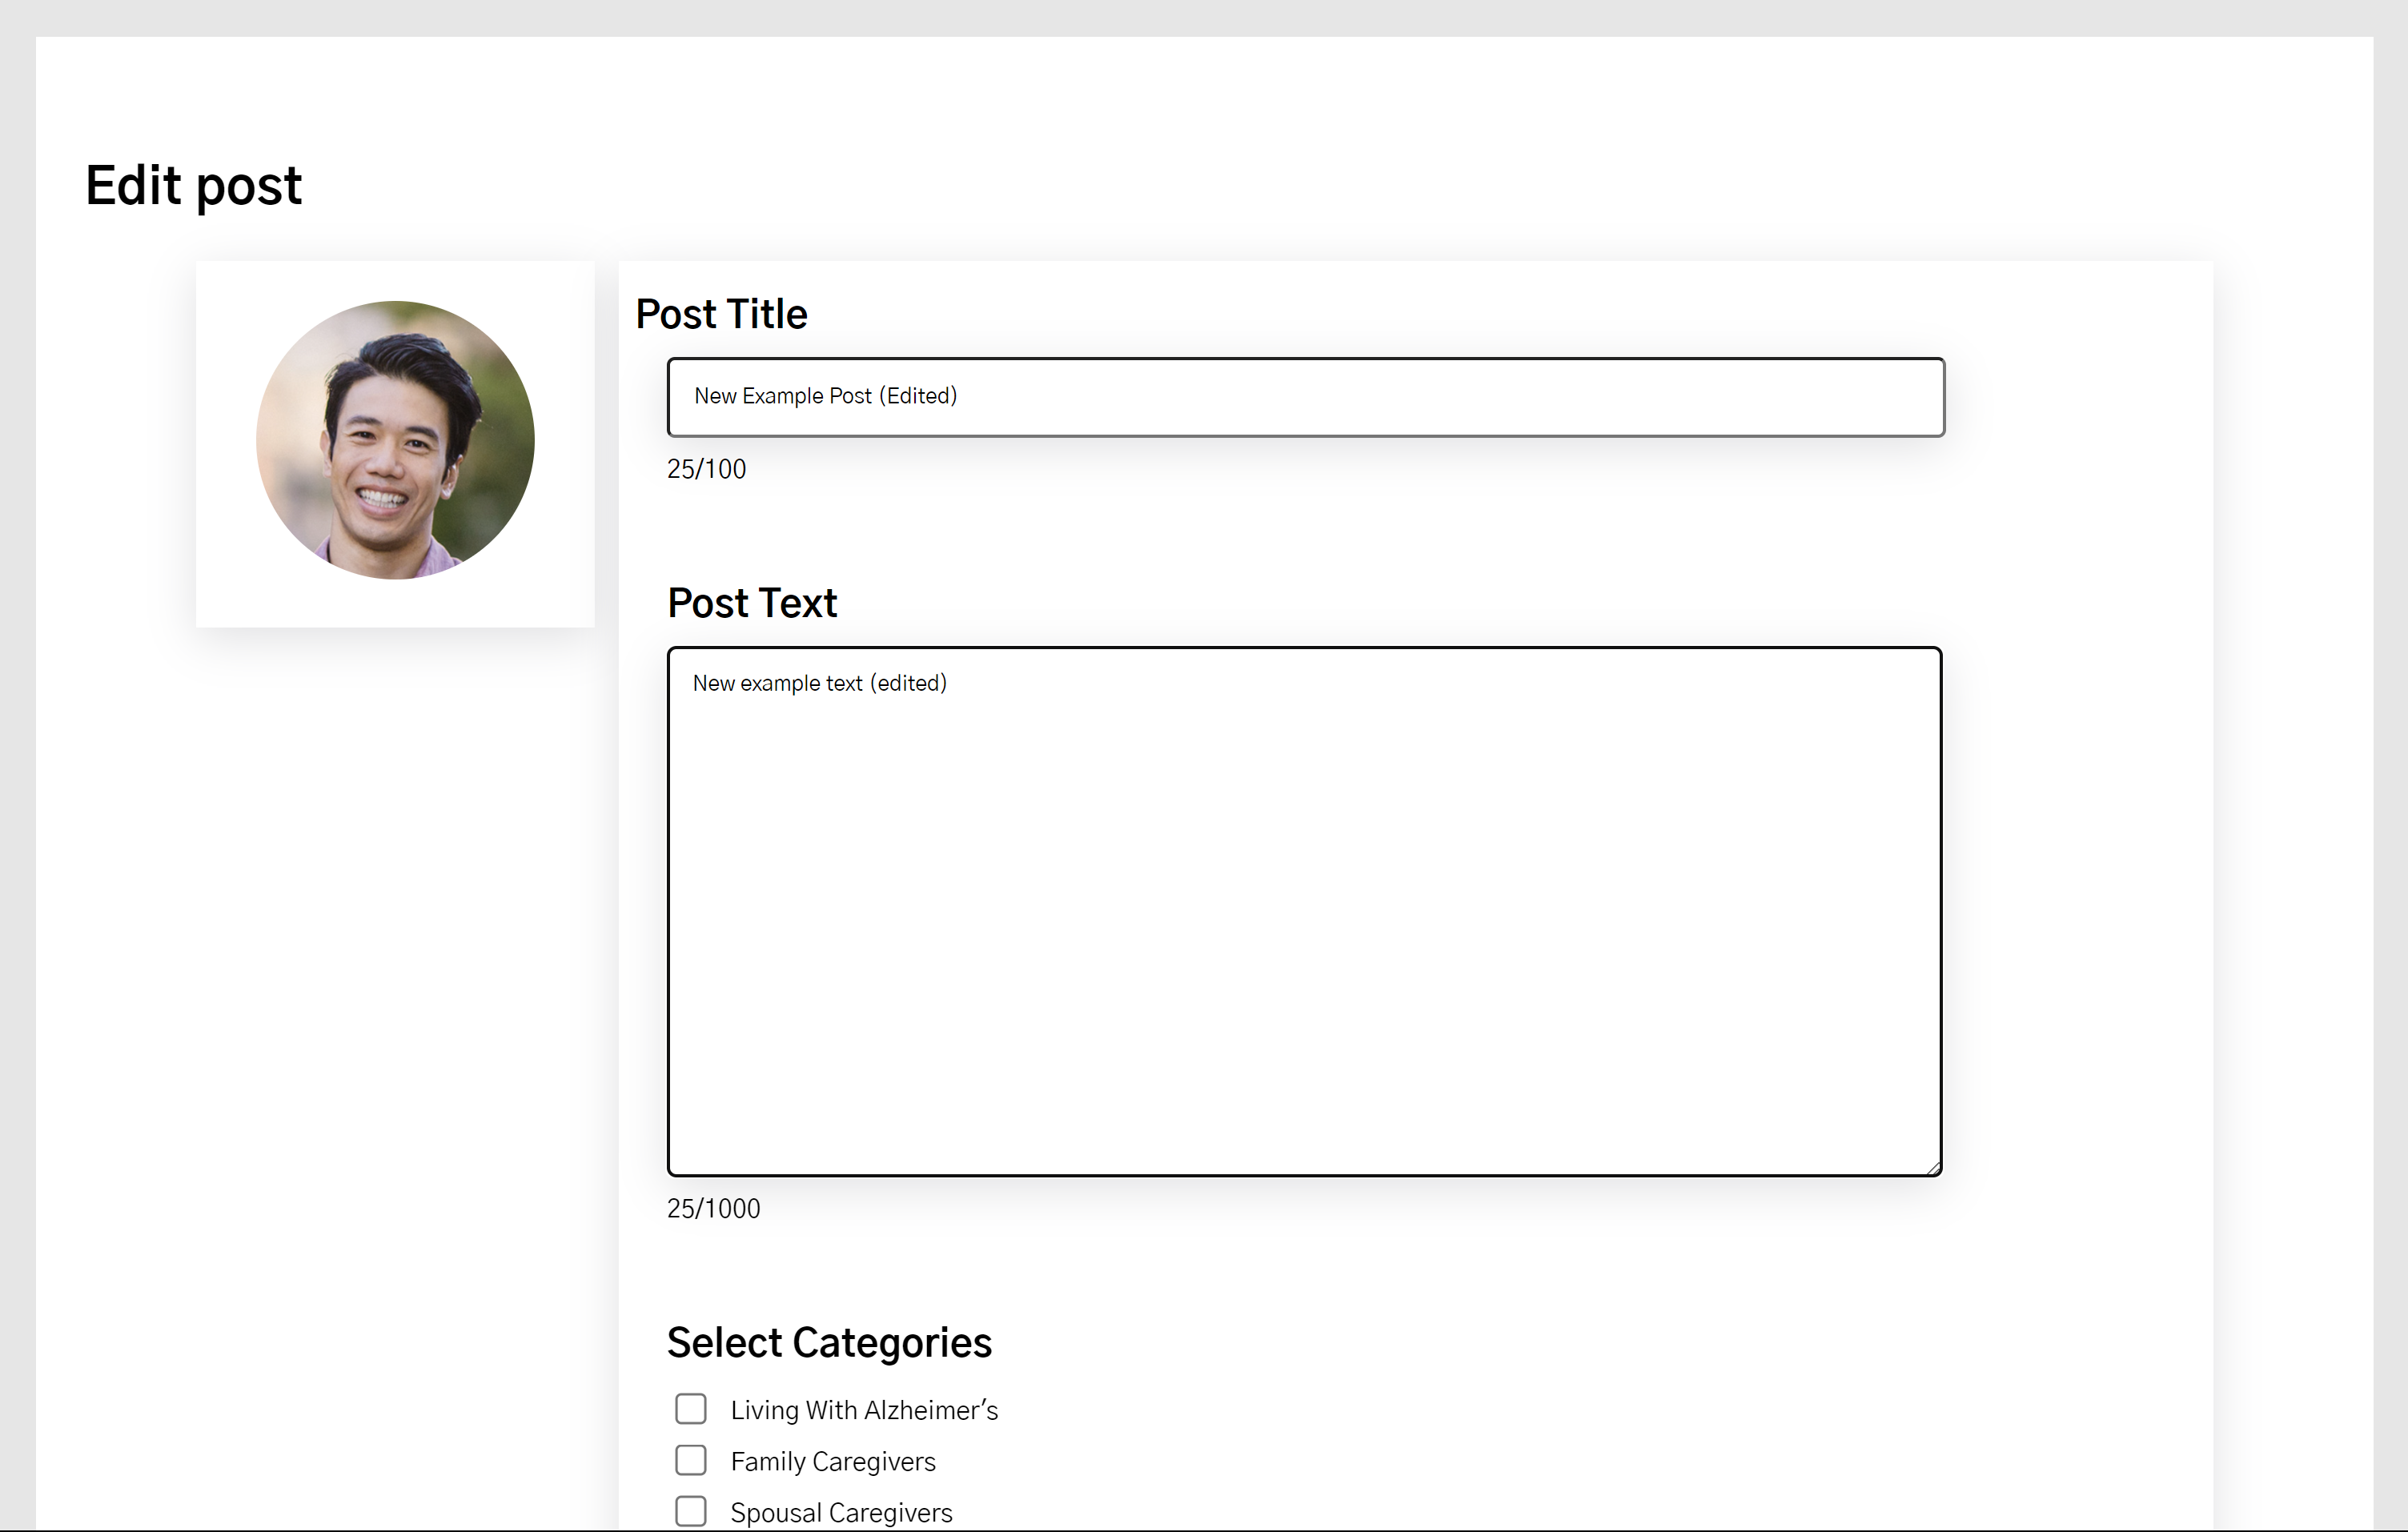 Edit post
Post Title
New Example Post (Edited)
25/100
Post Text
New example text (edited)
25/1000
Select Categories
Living With Alzheimer's
Family Caregivers
Spousal Caregivers